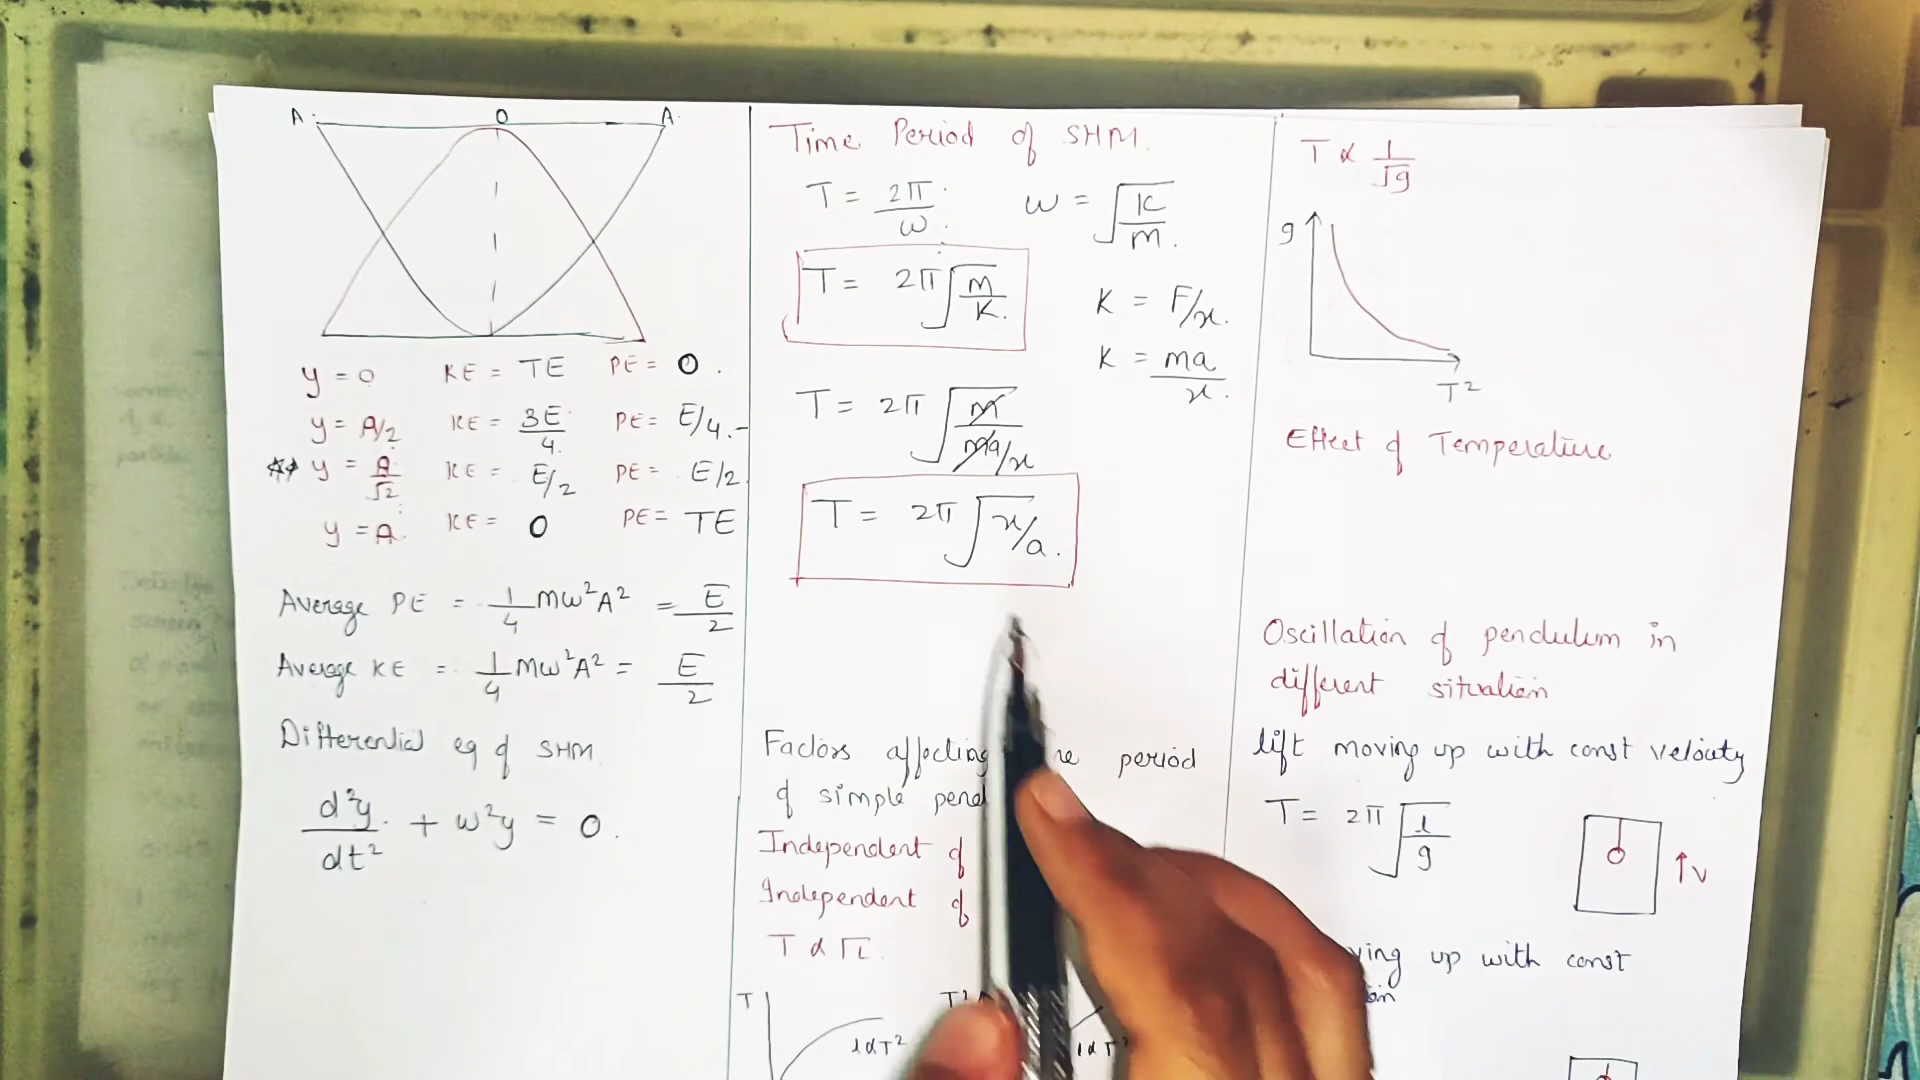 A. O A.
y = 0 KE = TE PE = 0.
y = A/2 KE = 3E/4. PE = E/4.
y = A/√2 KE = E/2 PE = E/2
y = A. KE = 0 PE = TE
Average PE = 1/4 mω²A² = E/2
Average KE = 1/4 mω²A² = E/2
Differential eq of SHM.
d²y/dt² + ω²y = 0.
Time Period of SHM.
T = 2π/ω. ω = √K/m.
T = 2π√m/K.
K = F/x.
K = ma/x.
T = 2π√m/ma/x
T = 2π√x/a.
Factors affecting period
of simple
Independent of
Independent of
T ∝ √L.
T
l∝T²
T²
l∝T²
T ∝ 1/√g
g
T²
Effect of Temperature
Oscillation of pendulum in
different situation
lift moving up with const velocity
T = 2π√l/g
↑v
up with const